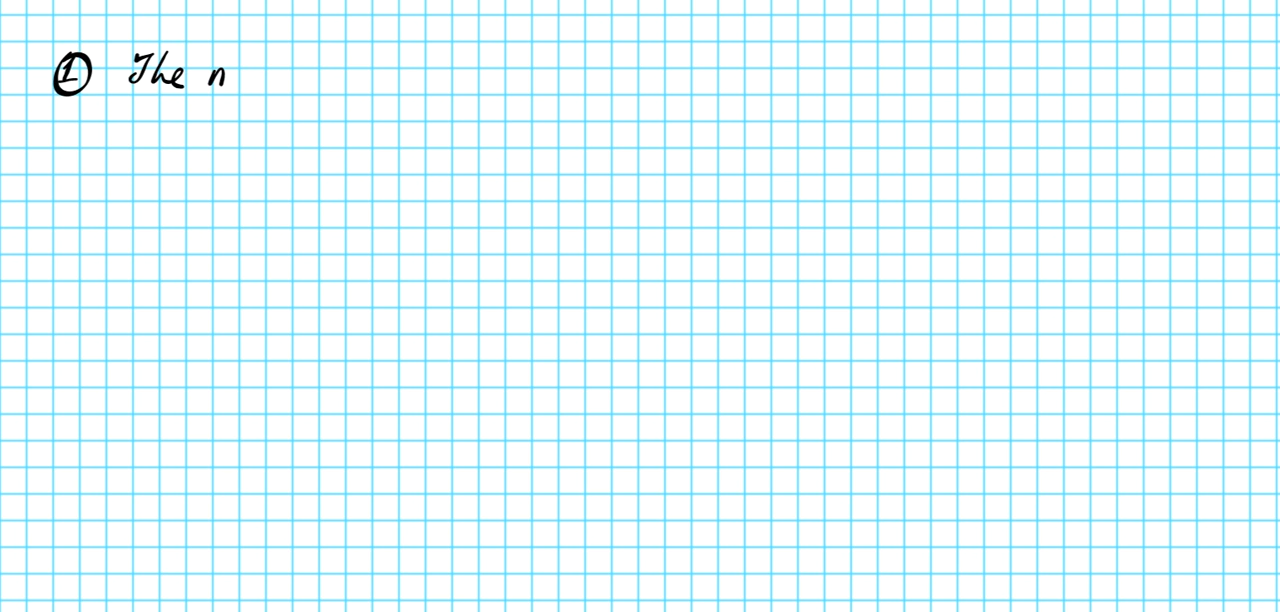 ① The n